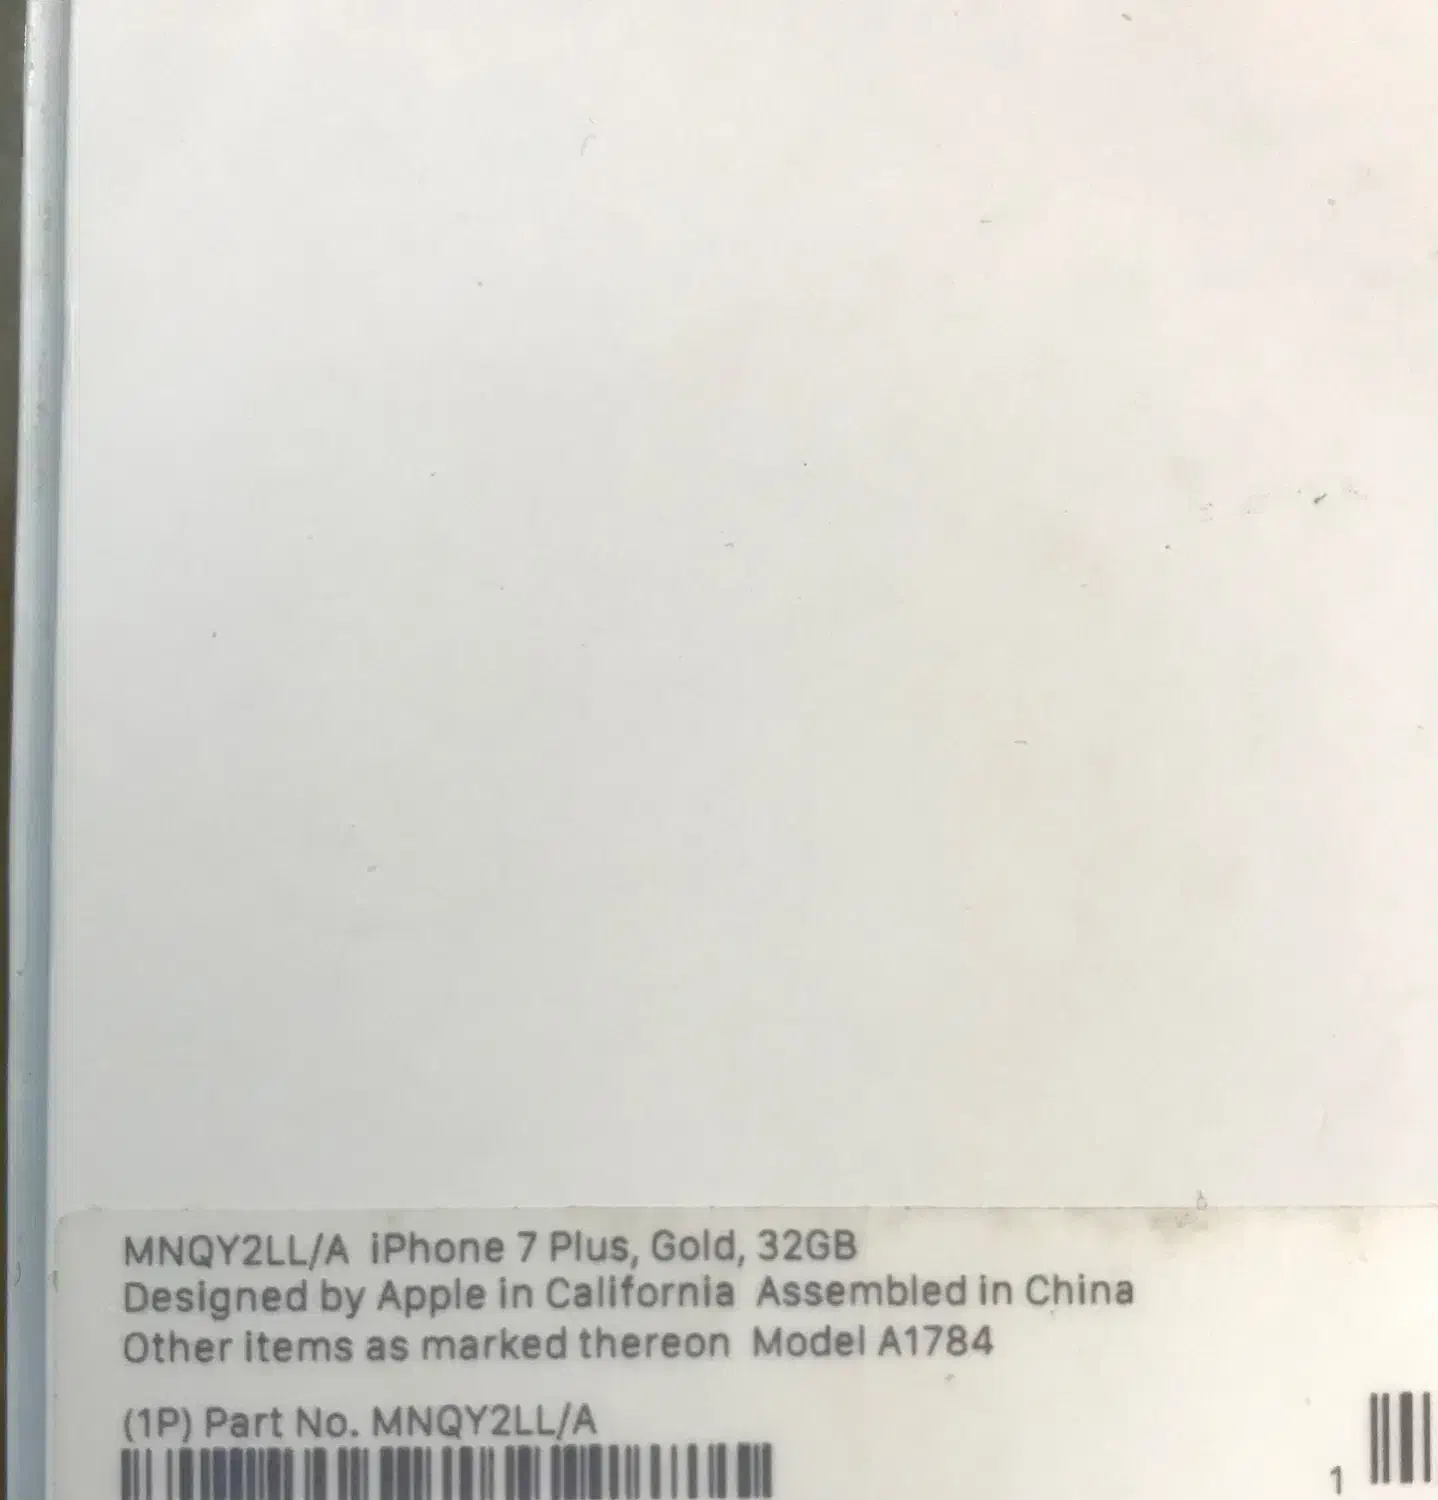 MNQY2LL/A iPhone 7 Plus, Gold, 32GB
Designed by Apple in California Assembled in China
Other items as marked thereon Model A1784
(1P) Part No. MNQY2LL/A
1